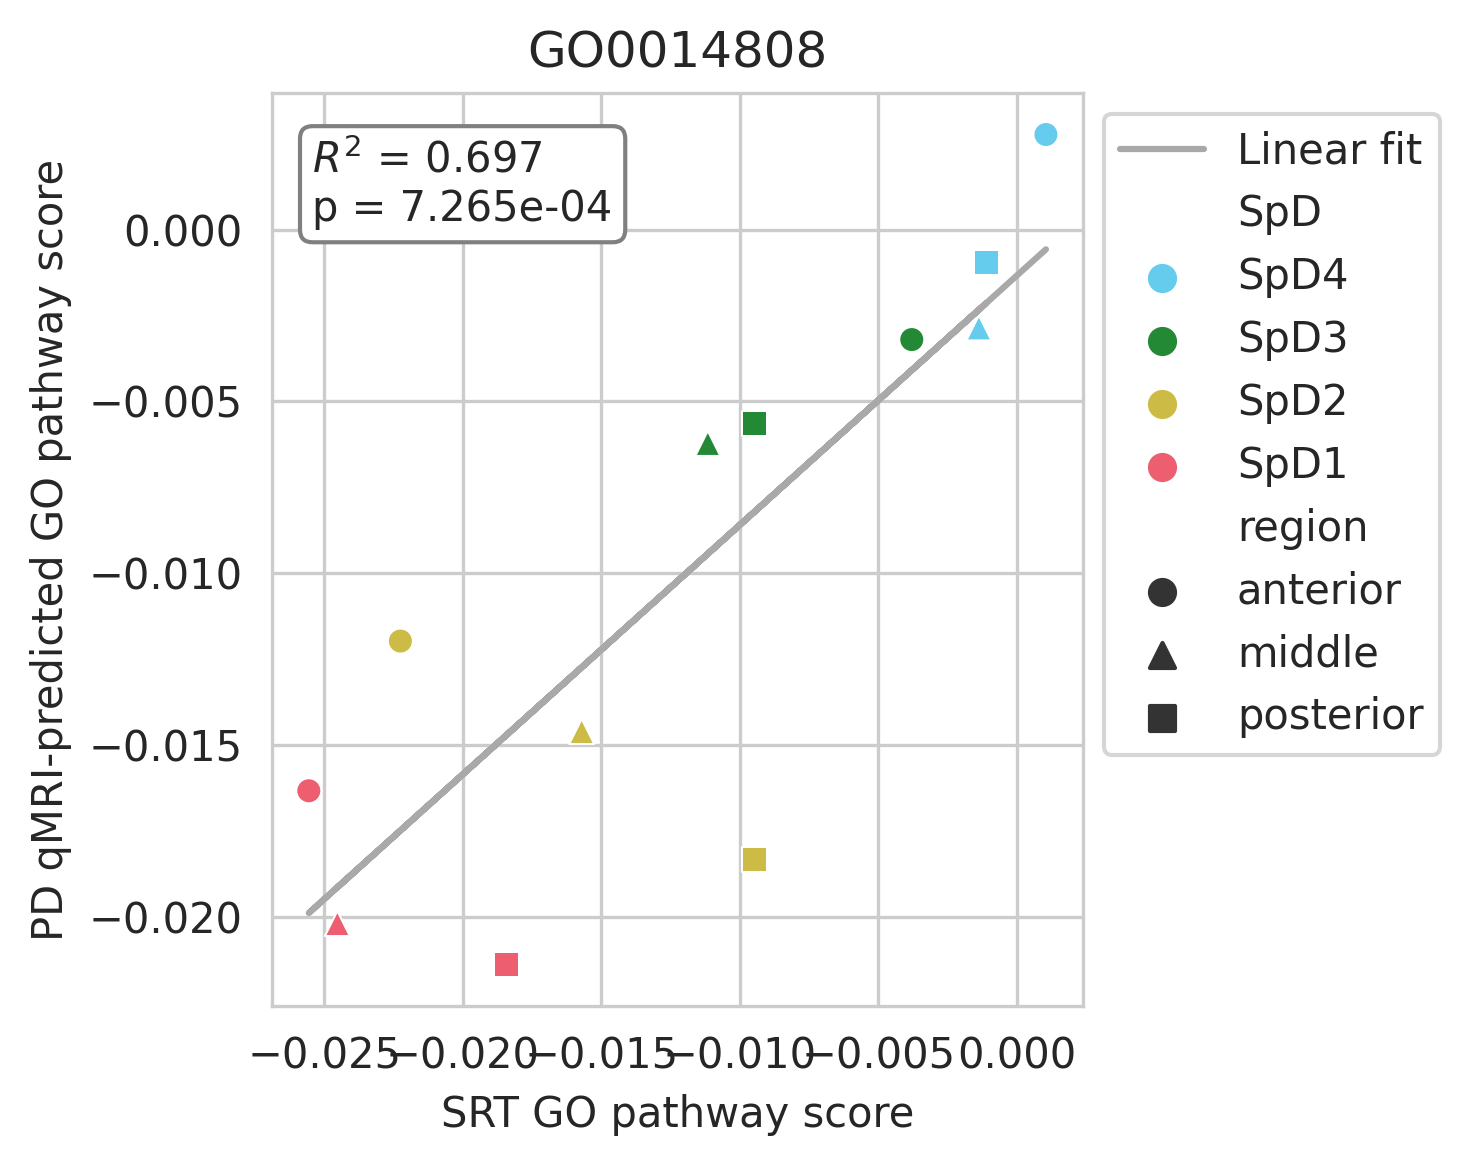 GO0014808
R² = 0.697
p = 7.265e-04
PD qMRI-predicted GO pathway score
0.000
−0.005
−0.010
−0.015
−0.020
−0.025 −0.020 −0.015 −0.010 −0.005 0.000
SRT GO pathway score
Linear fit
SpD
SpD4
SpD3
SpD2
SpD1
region
anterior
middle
posterior